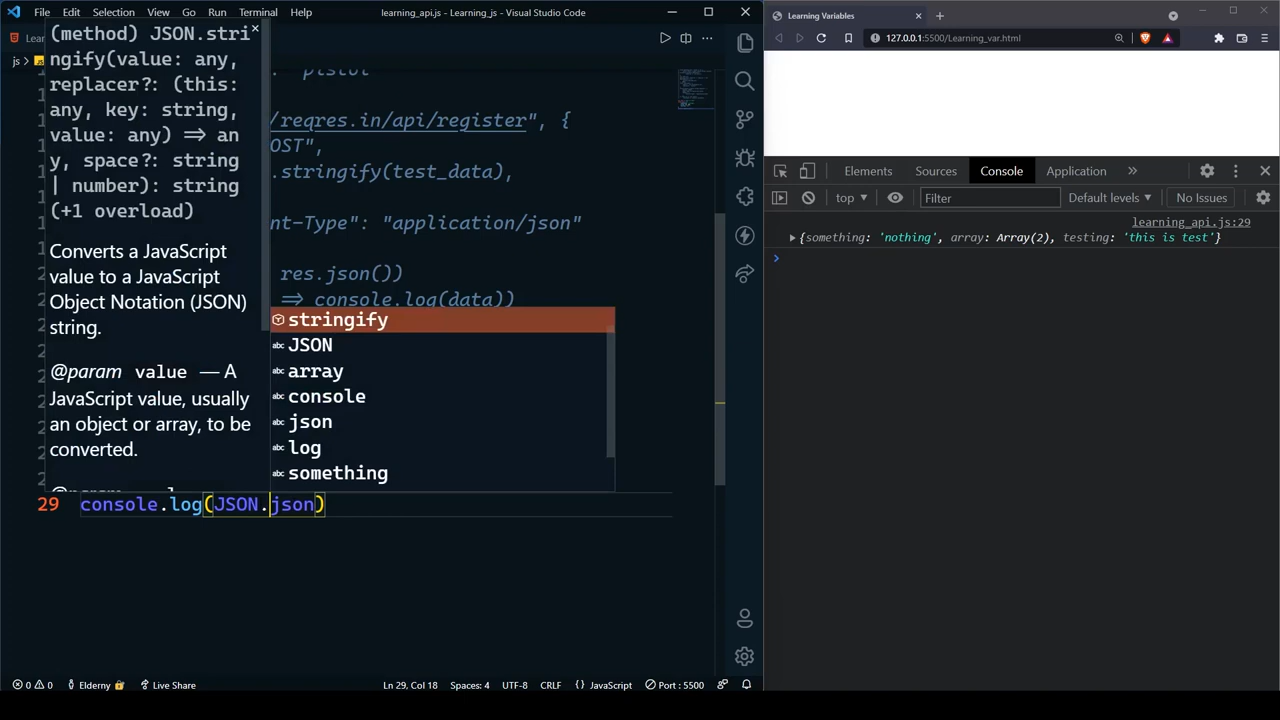 File Edit Selection View Go Run Terminal Help
learning_api.js - Learning_js - Visual Studio Code
js >
(method) JSON.stri
ngify(value: any,
replacer?: (this:
any, key: string,
value: any) => an
y, space?: string
| number): string
(+1 overload)
Converts a JavaScript
value to a JavaScript
Object Notation (JSON)
string.
@param value — A
JavaScript value, usually
an object or array, to be
converted.
/reqres.in/api/register", {
OST",
.stringify(test_data),
nt-Type": "application/json"
res.json())
=> console.log(data))
stringify
JSON
array
console
json
log
something
29 console.log(JSON.json)
0 0 Elderny Live Share Ln 29, Col 18 Spaces: 4 UTF-8 CRLF {} JavaScript Port : 5500
Learning Variables
127.0.0.1:5500/Learning_var.html
Elements Sources Console Application
top Filter Default levels No Issues
learning_api.js:29
{something: 'nothing', array: Array(2), testing: 'this is test'}